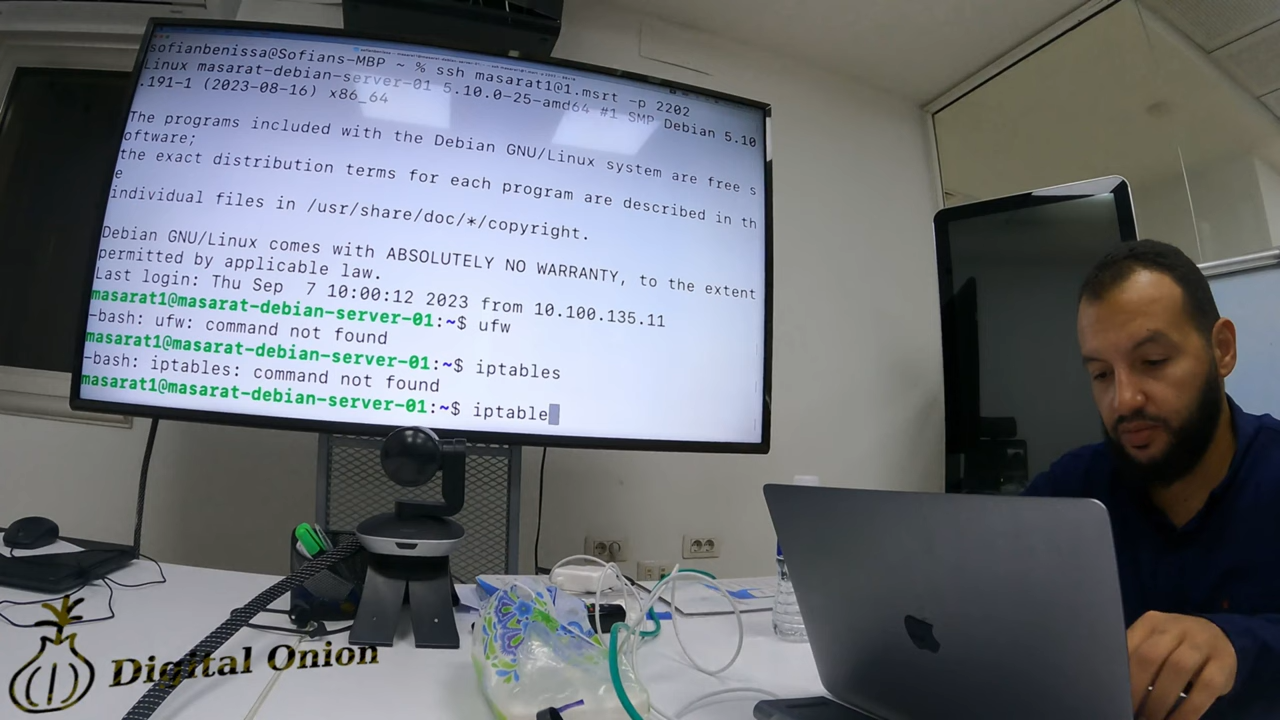 sofianbenissa@Sofians-MBP ~ % ssh masarat1@1.msrt -p 2202
Linux masarat-debian-server-01 5.10.0-25-amd64 #1 SMP Debian 5.10
.191-1 (2023-08-16) x86_64
The programs included with the Debian GNU/Linux system are free s
oftware;
the exact distribution terms for each program are described in th
e
individual files in /usr/share/doc/*/copyright.
Debian GNU/Linux comes with ABSOLUTELY NO WARRANTY, to the extent
permitted by applicable law.
Last login: Thu Sep  7 10:00:12 2023 from 10.100.135.11
masarat1@masarat-debian-server-01:~$ ufw
-bash: ufw: command not found
masarat1@masarat-debian-server-01:~$ iptables
-bash: iptables: command not found
masarat1@masarat-debian-server-01:~$ iptable
Digital Onion